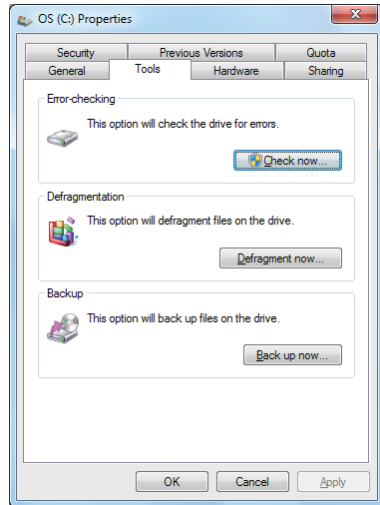 OS (C:) Properties
Security Previous Versions Quota
General Tools Hardware Sharing
Error-checking
This option will check the drive for errors.
Check now...
Defragmentation
This option will defragment files on the drive.
Defragment now...
Backup
This option will back up files on the drive.
Back up now...
OK Cancel Apply